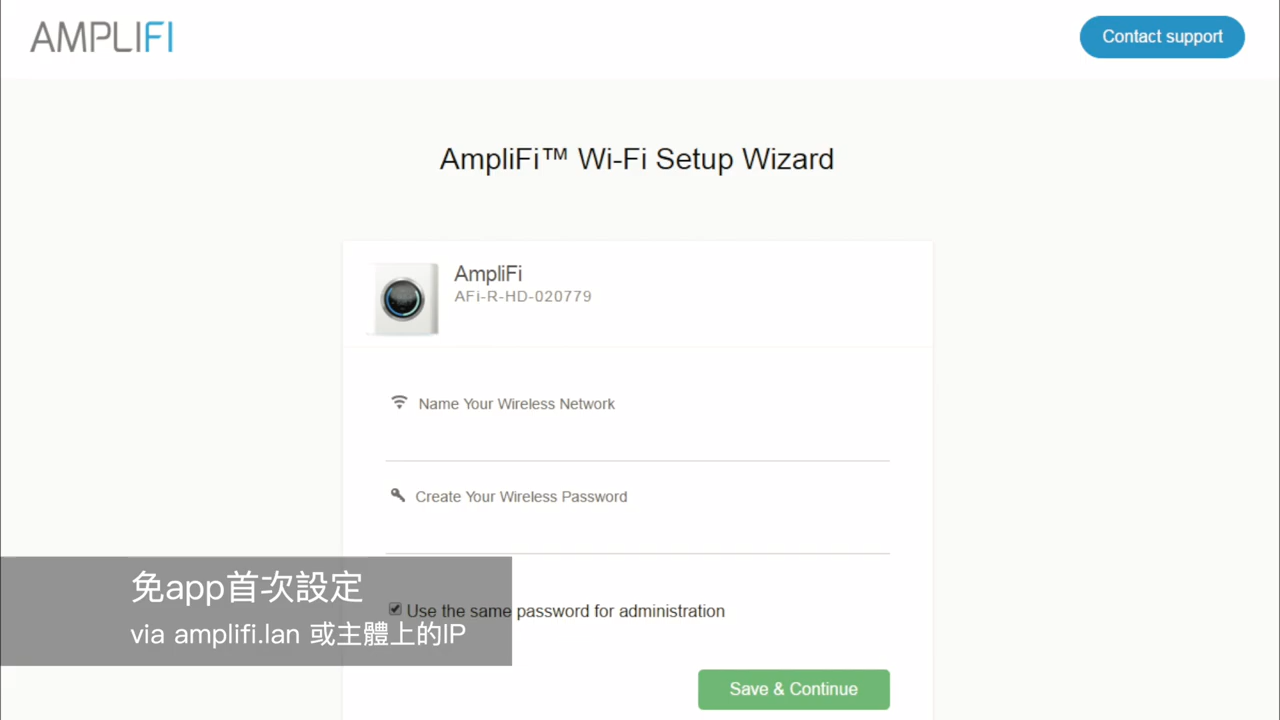 AMPLIFI
Contact support
AmpliFi™ Wi-Fi Setup Wizard
AmpliFi
AFi-R-HD-020779
Name Your Wireless Network
Create Your Wireless Password
Use the same password for administration
Save & Continue
免app首次設定
via amplifi.lan 或主體上的IP